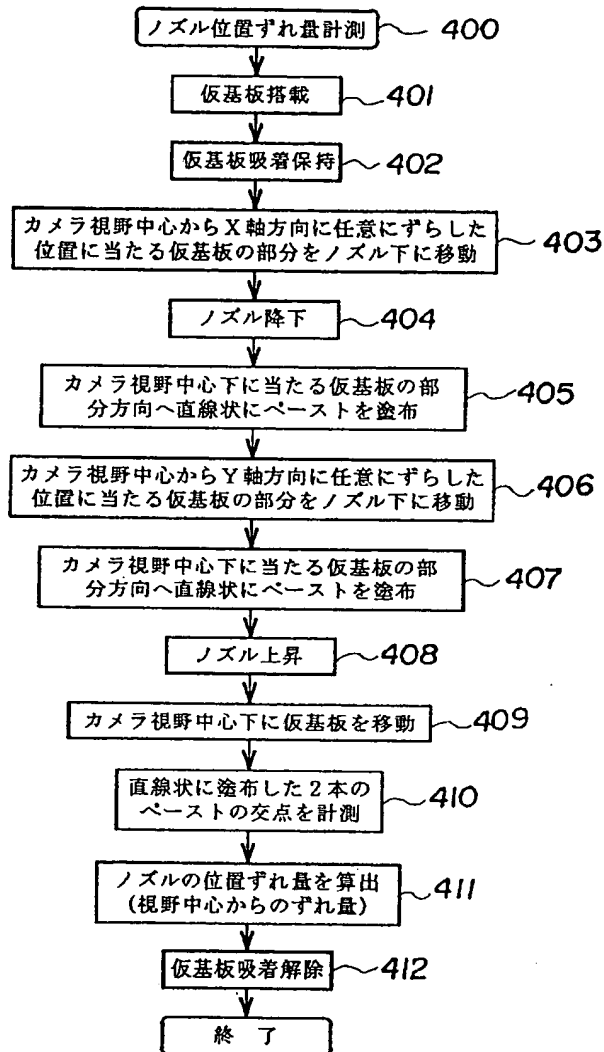 ノズル位置ずれ量計測
400
仮基板搭載
401
仮基板吸着保持
402
カメラ視野中心からX軸方向に任意にずらした
位置に当たる仮基板の部分をノズル下に移動
403
ノズル降下
404
カメラ視野中心下に当たる仮基板の部
分方向へ直線状にペーストを塗布
405
カメラ視野中心からY軸方向に任意にずらした
位置に当たる仮基板の部分をノズル下に移動
406
カメラ視野中心下に当たる仮基板の部
分方向へ直線状にペーストを塗布
407
ノズル上昇
408
カメラ視野中心下に仮基板を移動
409
直線状に塗布した2本の
ペーストの交点を計測
410
ノズルの位置ずれ量を算出
(視野中心からのずれ量)
411
仮基板吸着解除
412
終了